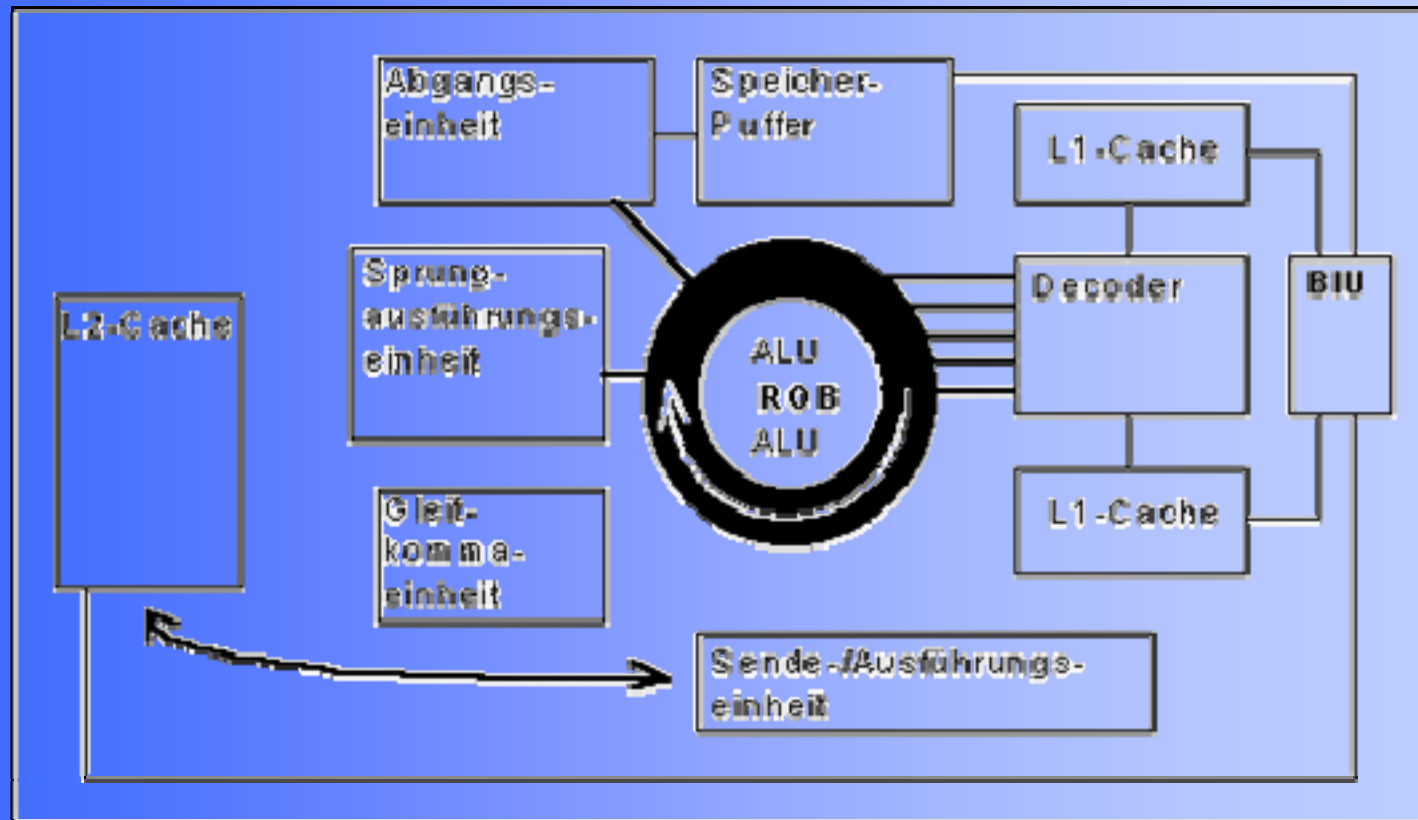 Abgangs-
einheit
Speicher-
Puffer
L1-Cache
Sprung-
ausführungs-
einheit
Decoder
BIU
L2-Cache
ALU
ROB
ALU
Gleit-
komma-
einheit
L1-Cache
Sende-/Ausführungs-
einheit